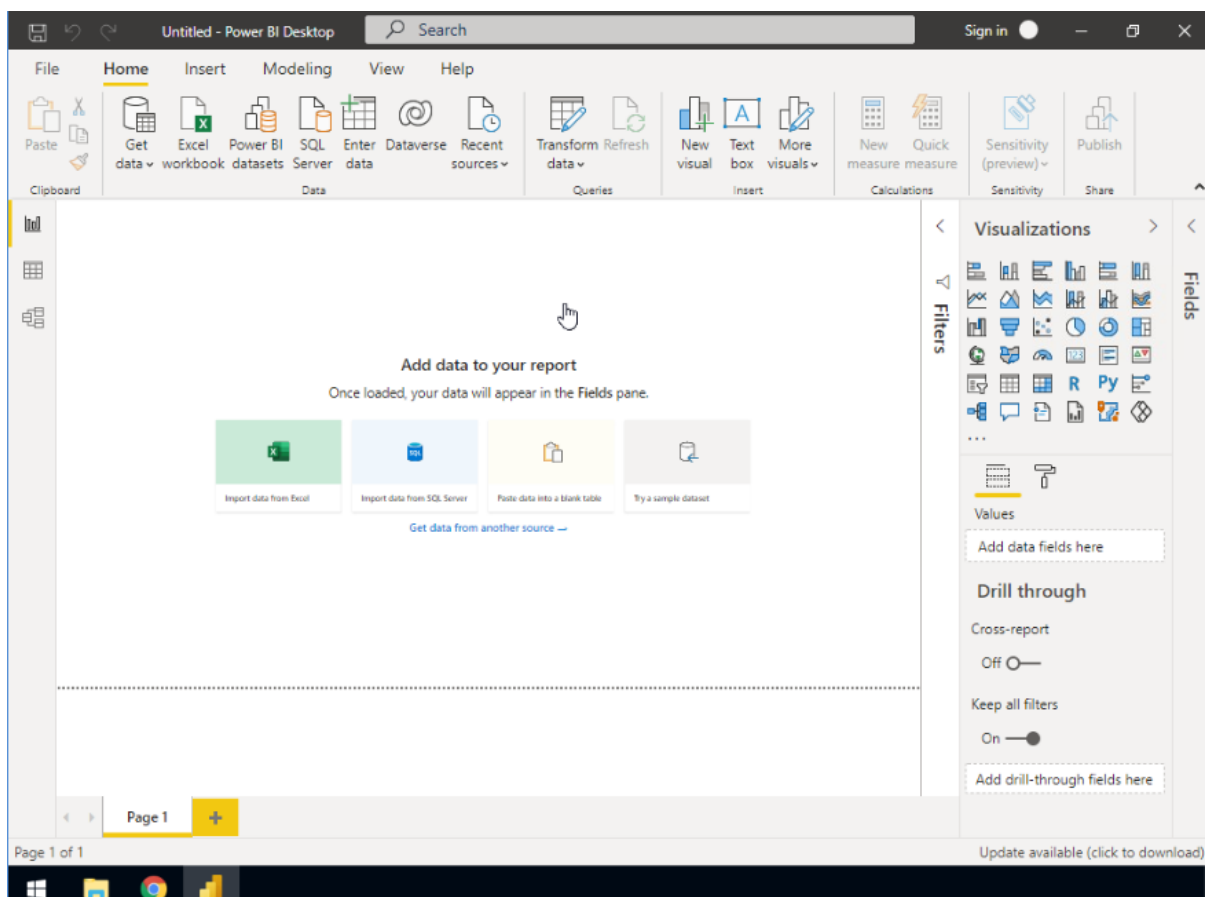 Untitled - Power BI Desktop
Search
Sign in
File Home Insert Modeling View Help
Paste
Get data
Excel workbook
Power BI datasets
SQL Server
Enter data
Dataverse
Recent sources
Transform data
Refresh
New visual
Text box
More visuals
New measure
Quick measure
Sensitivity (preview)
Publish
Clipboard
Data
Queries
Insert
Calculations
Sensitivity
Share
Add data to your report
Once loaded, your data will appear in the Fields pane.
Import data from Excel
Import data from SQL Server
Paste data into a blank table
Try a sample dataset
Get data from another source
Filters
Visualizations
Fields
123
R
Py
...
Values
Add data fields here
Drill through
Cross-report
Off
Keep all filters
On
Add drill-through fields here
Page 1
+
Page 1 of 1
Update available (click to download)